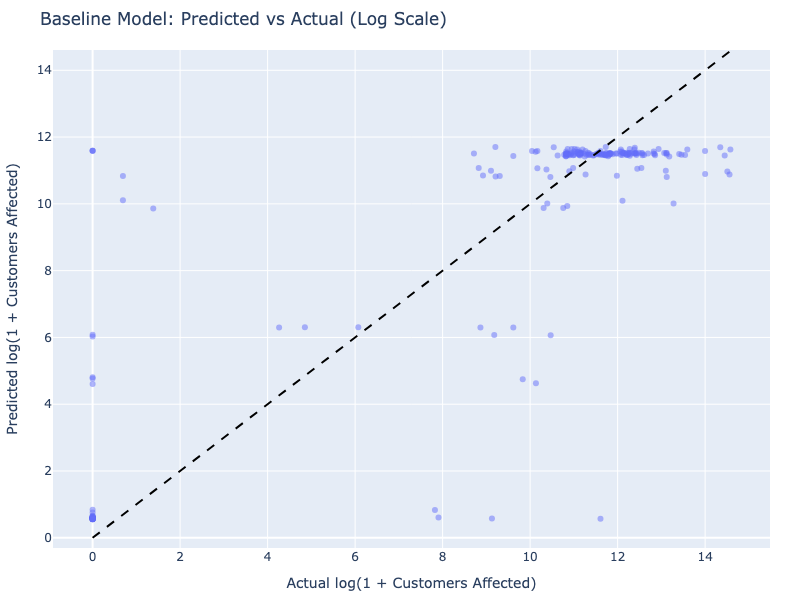 Baseline Model: Predicted vs Actual (Log Scale)
Predicted log(1 + Customers Affected)
14
12
10
8
6
4
2
0
0 2 4 6 8 10 12 14
Actual log(1 + Customers Affected)